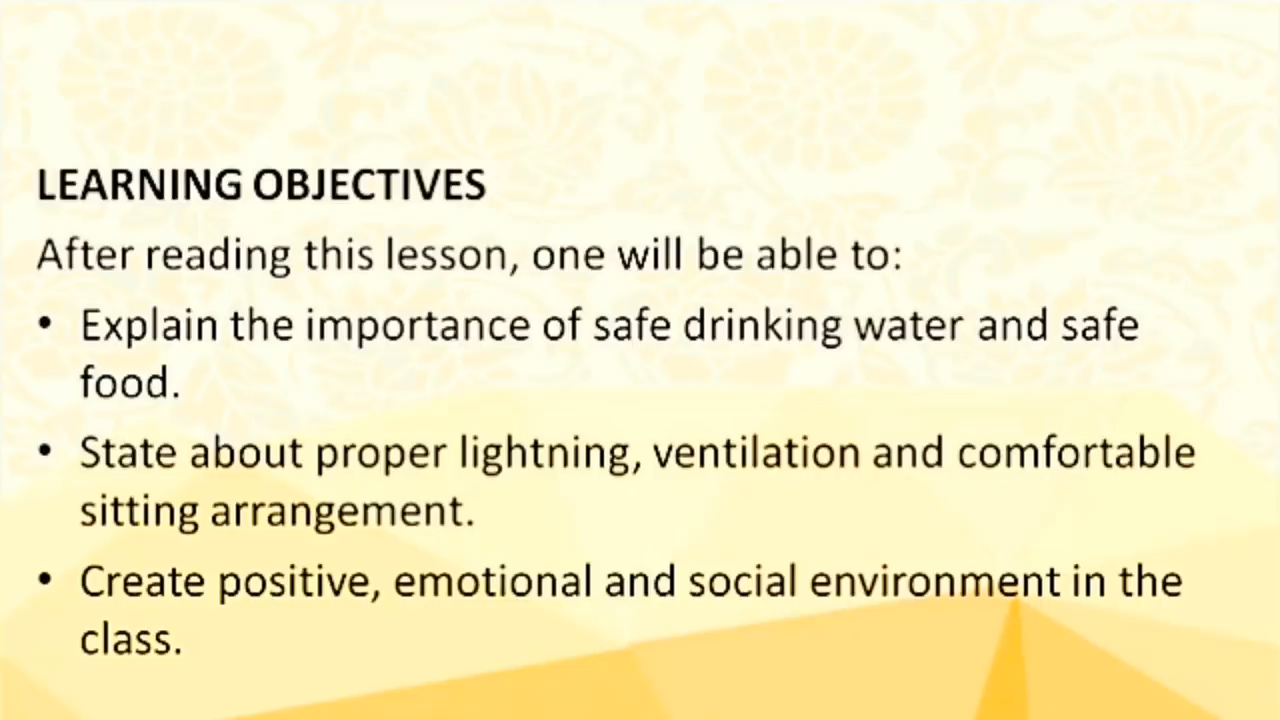 LEARNING OBJECTIVES
After reading this lesson, one will be able to:
• Explain the importance of safe drinking water and safe
food.
• State about proper lightning, ventilation and comfortable
sitting arrangement.
• Create positive, emotional and social environment in the
class.